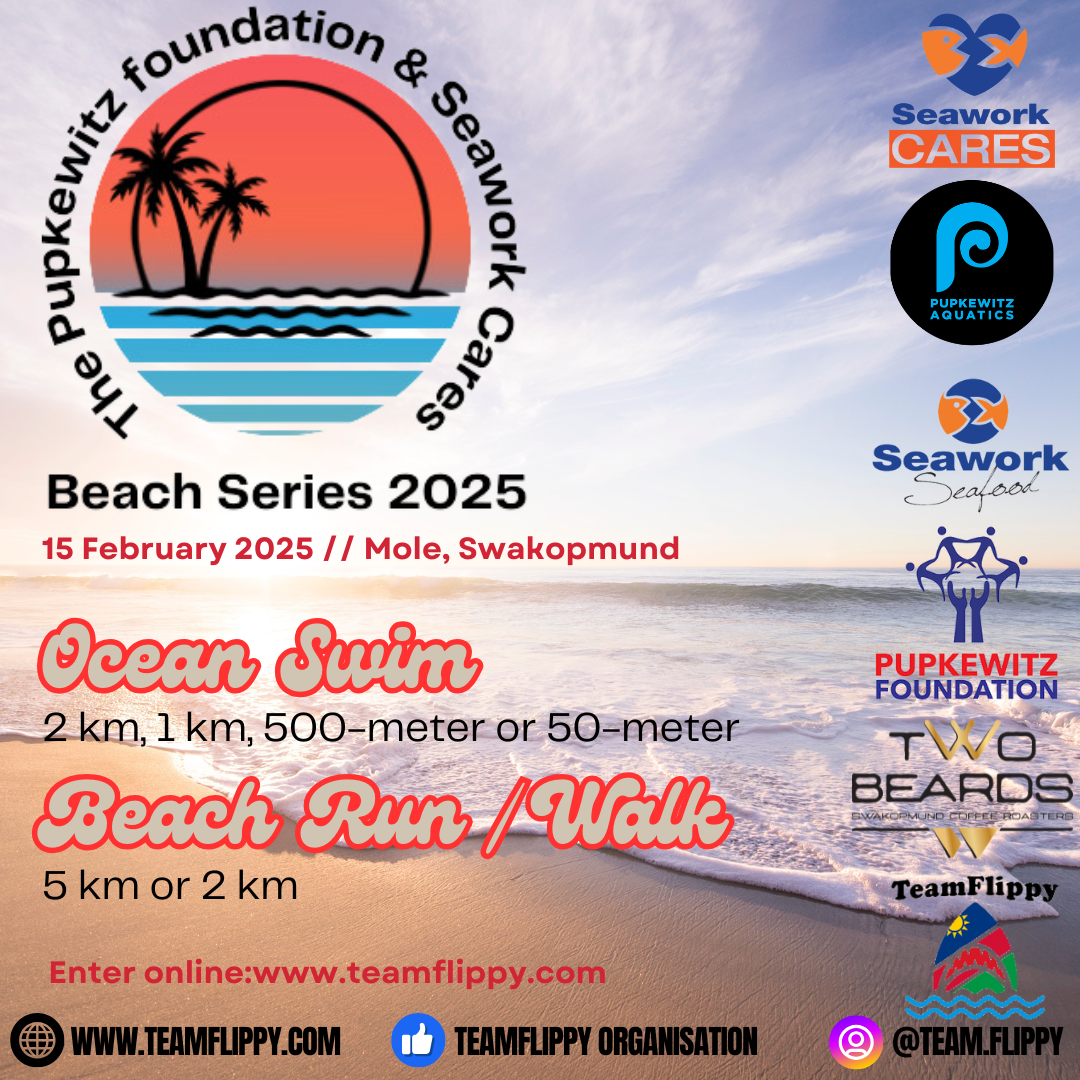 The Pupkewitz foundation & Seawork Cares
Beach Series 2025
15 February 2025 // Mole, Swakopmund
Ocean Swim
2 km, 1 km, 500-meter or 50-meter
Beach Run /Walk
5 km or 2 km
Enter online:www.teamflippy.com
Seawork
CARES
PUPKEWITZ
AQUATICS
Seawork
Seafood
PUPKEWITZ
FOUNDATION
TWO
BEARDS
SWAKOPMUND COFFEE ROASTERS
TeamFlippy
WWW.TEAMFLIPPY.COM
TEAMFLIPPY ORGANISATION
@TEAM.FLIPPY